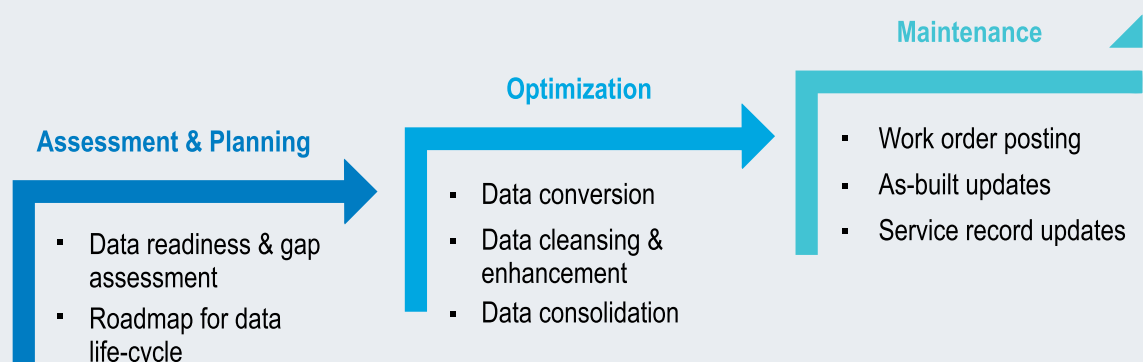 Assessment & Planning
▪ Data readiness & gap
assessment
▪ Roadmap for data
life-cycle
Optimization
▪ Data conversion
▪ Data cleansing &
enhancement
▪ Data consolidation
Maintenance
▪ Work order posting
▪ As-built updates
▪ Service record updates